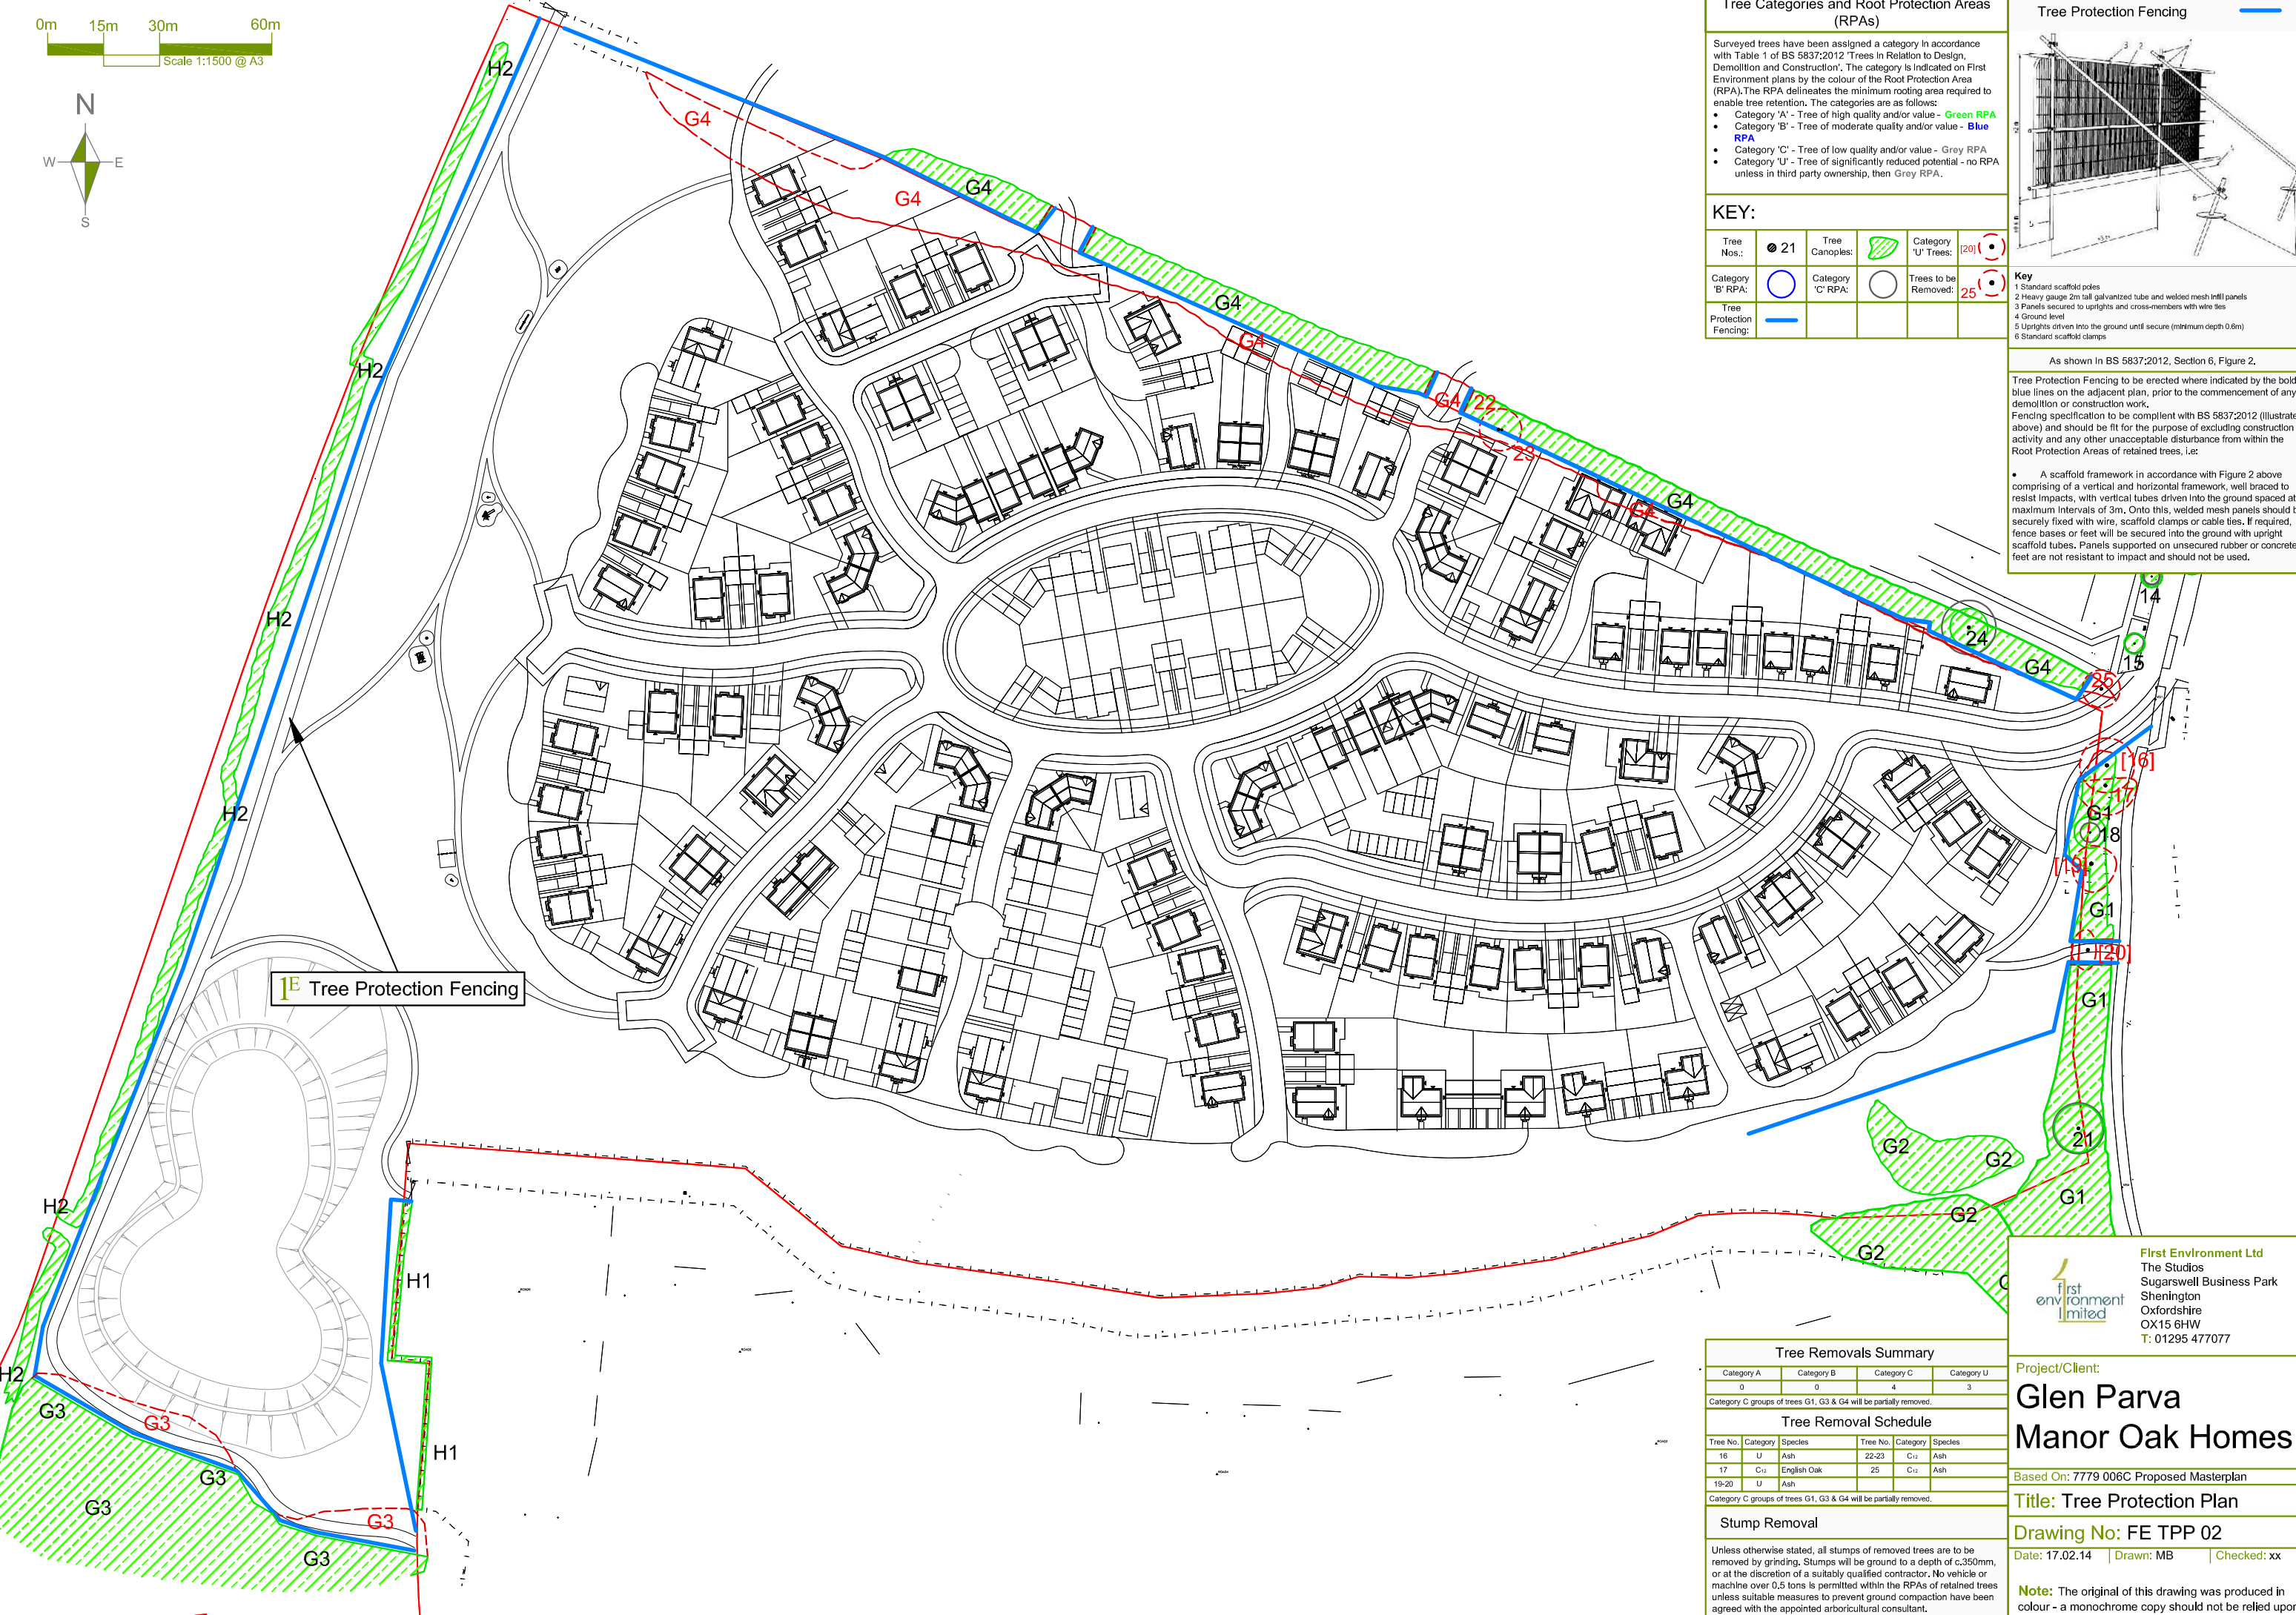 0m 15m 30m 60m
Scale 1:1500 @ A3
N
W E
S
H2
H2
H2
H2
H2
H2
G4
G4
G4
G4
G4
G4
22
23
G4
G4
24
G4
25
14
15
[16]
17
G1
18
[19]
G1
[20]
G1
21
G1
G2
G2
G2
G2
1E Tree Protection Fencing
H1
H1
G3
G3
G3
G3
G3
G3
Tree Categories and Root Protection Areas
(RPAs)
Surveyed trees have been assigned a category in accordance
with Table 1 of BS 5837:2012 'Trees in Relation to Design,
Demolition and Construction'. The category is indicated on First
Environment plans by the colour of the Root Protection Area
(RPA).The RPA delineates the minimum rooting area required to
enable tree retention. The categories are as follows:
• Category 'A' - Tree of high quality and/or value - Green RPA
• Category 'B' - Tree of moderate quality and/or value - Blue
RPA
• Category 'C' - Tree of low quality and/or value - Grey RPA
• Category 'U' - Tree of significantly reduced potential - no RPA
unless in third party ownership, then Grey RPA.
KEY:
Tree Nos.: 21 Tree Canopies: Category 'U' Trees: [20]
Category 'B' RPA: Category 'C' RPA: Trees to be Removed: 25
Tree Protection Fencing:
Tree Protection Fencing
Key
1 Standard scaffold poles
2 Heavy gauge 2m tall galvanized tube and welded mesh infill panels
3 Panels secured to uprights and cross-members with wire ties
4 Ground level
5 Uprights driven into the ground until secure (minimum depth 0.6m)
6 Standard scaffold clamps
As shown in BS 5837:2012, Section 6, Figure 2.
Tree Protection Fencing to be erected where indicated by the bold
blue lines on the adjacent plan, prior to the commencement of any
demolition or construction work.
Fencing specification to be compliant with BS 5837:2012 (illustrate
above) and should be fit for the purpose of excluding construction
activity and any other unacceptable disturbance from within the
Root Protection Areas of retained trees, i.e:
• A scaffold framework in accordance with Figure 2 above
comprising of a vertical and horizontal framework, well braced to
resist impacts, with vertical tubes driven into the ground spaced at
maximum intervals of 3m. Onto this, welded mesh panels should b
securely fixed with wire, scaffold clamps or cable ties. If required,
fence bases or feet will be secured into the ground with upright
scaffold tubes. Panels supported on unsecured rubber or concrete
feet are not resistant to impact and should not be used.
Tree Removals Summary
Category A Category B Category C Category U
0 0 4 3
Category C groups of trees G1, G3 & G4 will be partially removed.
Tree Removal Schedule
Tree No. Category Species Tree No. Category Species
16 U Ash 22-23 C12 Ash
17 C12 English Oak 25 C12 Ash
19-20 U Ash
Category C groups of trees G1, G3 & G4 will be partially removed.
Stump Removal
Unless otherwise stated, all stumps of removed trees are to be
removed by grinding. Stumps will be ground to a depth of c.350mm,
or at the discretion of a suitably qualified contractor. No vehicle or
machine over 0.5 tons is permitted within the RPAs of retained trees
unless suitable measures to prevent ground compaction have been
agreed with the appointed arboricultural consultant.
first
environment
limited
First Environment Ltd
The Studios
Sugarswell Business Park
Shenington
Oxfordshire
OX15 6HW
T: 01295 477077
Project/Client:
Glen Parva
Manor Oak Homes
Based On: 7779 006C Proposed Masterplan
Title: Tree Protection Plan
Drawing No: FE TPP 02
Date: 17.02.14 Drawn: MB Checked: xx
Note: The original of this drawing was produced in
colour - a monochrome copy should not be relied upon